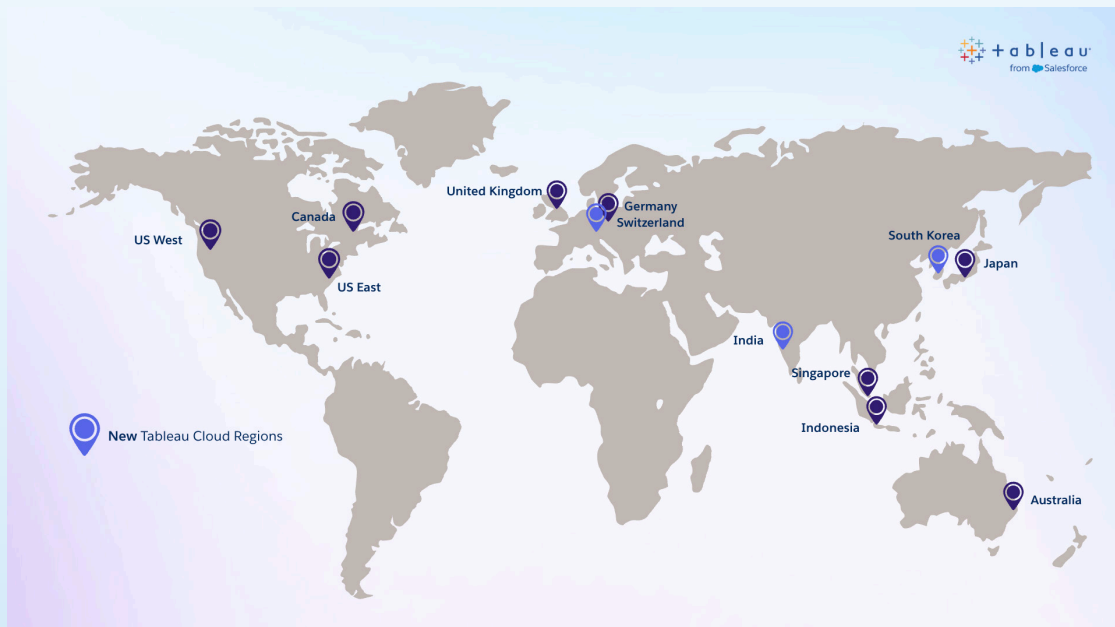 + a b l e a u
from Salesforce
United Kingdom
Germany
Switzerland
Canada
US West
US East
South Korea
Japan
India
Singapore
Indonesia
New Tableau Cloud Regions
Australia